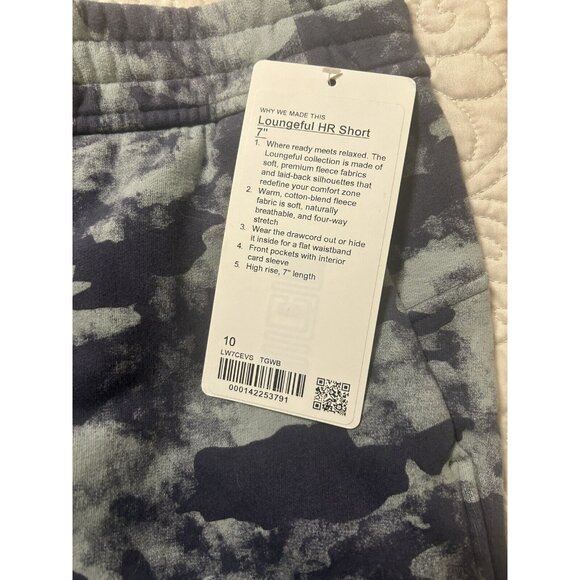 WHY WE MADE THIS
Loungeful HR Short
7"
1. Where ready meets relaxed. The
Loungeful collection is made of
soft, premium fleece fabrics
and laid-back silhouettes that
redefine your comfort zone
2. Warm, cotton-blend fleece
fabric is soft, naturally
breathable, and four-way
stretch
3. Wear the drawcord out or hide
it inside for a flat waistband
4. Front pockets with interior
card sleeve
5. High rise, 7" length
10
LW7CEVS TGWB
000142253791